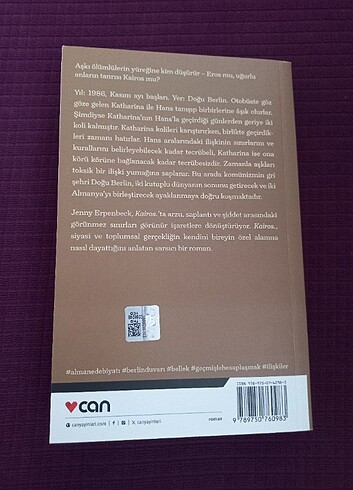 Aşkı ölümlülerin yüreğine kim düşürür – Eros mu, uğurlu
anların tanrısı Kairos mu?
Yıl: 1986, Kasım ayı başları. Yer: Doğu Berlin. Otobüste göz
göze gelen Katharina ile Hans tanışıp birbirlerine âşık olurlar.
Şimdiyse Katharina'nın Hans'la geçirdiği günlerden geriye iki
koli kalmıştır. Katharina kolileri karıştırırken, birlikte geçirdik-
leri zamanı hatırlar. Hans aralarındaki ilişkinin sınırlarını ve
kurallarını belirleyebilecek kadar tecrübeli, Katharina ise ona
körü körüne bağlanacak kadar tecrübesizdir. Zamanla aşkları
toksik bir ilişki yumağına saplanır. Bu arada komünizmin gri
şehri Doğu Berlin, iki kutuplu dünyanın sonunu getirecek ve iki
Almanya'yı birleştirecek ayaklanmaya doğru koşmaktadır.
Jenny Erpenbeck, Kairos.'ta arzu, saplantı ve şiddet arasındaki
görünmez sınırları görünür işaretlere dönüştürüyor. Kairos.,
siyasi ve toplumsal gerçekliğin kendini bireyin özel alanına
nasıl dayattığını anlatan sarsıcı bir roman.
#almanedebiyatı #berlinduvarı #bellek #geçmişlehesaplaşmak #ilişkiler
can
canyayinlari.com
canyayinlari
roman
9 789750 760983